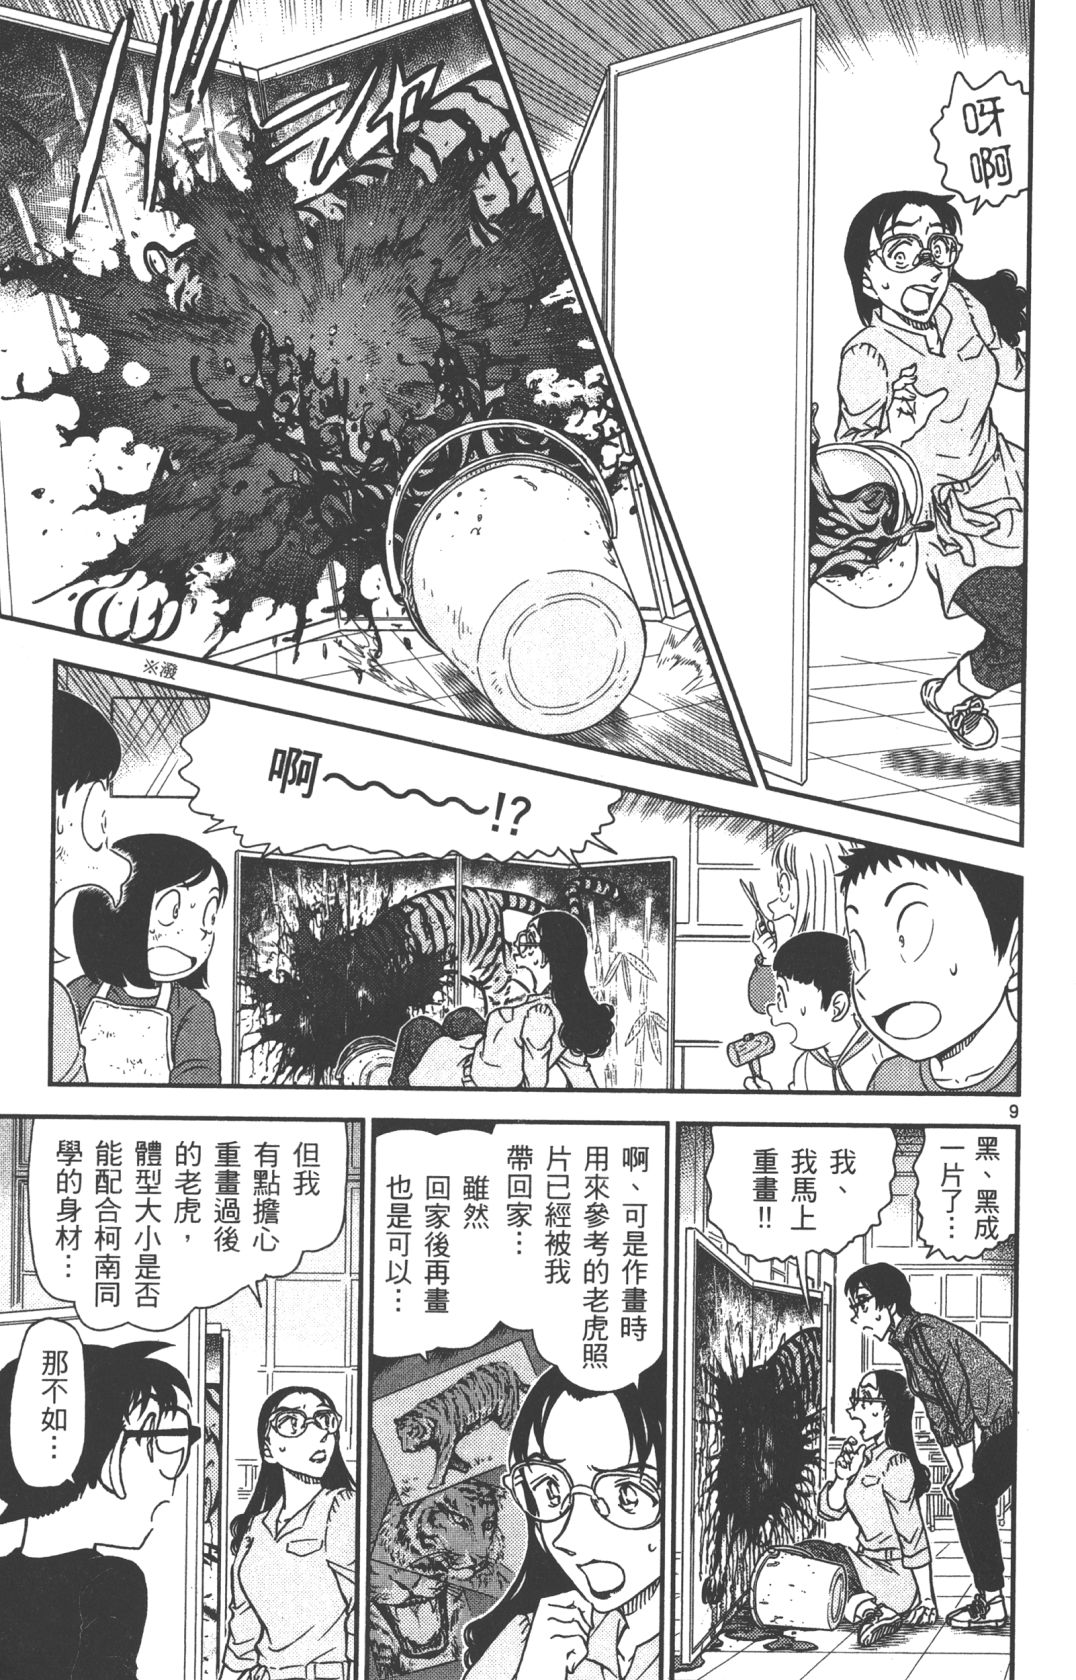 呀
啊
※潑
啊～～～～～!?
9
黑、黑成
一片了…
我、
我馬上
重畫!!
啊、可是作畫時
用來參考的老虎照
片已經被我
帶回家…
雖然
回家後再畫
也是可以…
但我
有點擔心
重畫過後
的老虎，
體型大小是否
能配合柯南同
學的身材…
那不如…